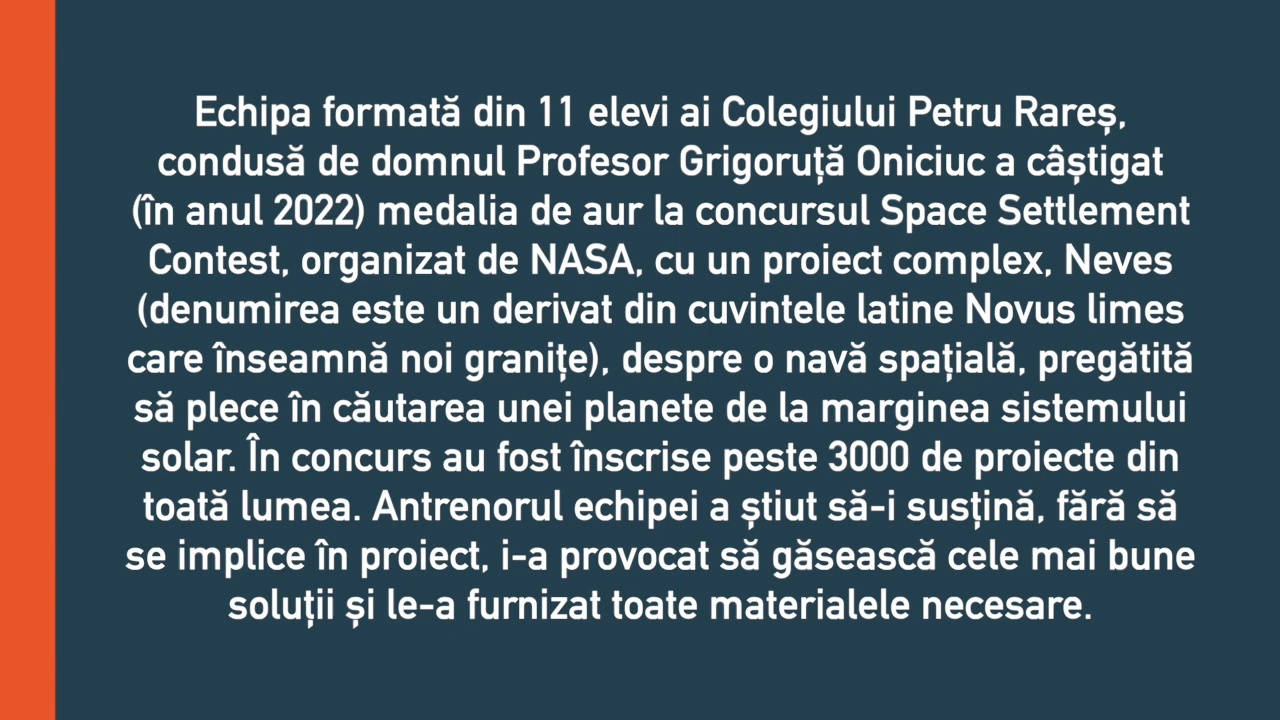 Echipa formată din 11 elevi ai Colegiului Petru Rareș,
condusă de domnul Profesor Grigoruță Oniciuc a câștigat
(în anul 2022) medalia de aur la concursul Space Settlement
Contest, organizat de NASA, cu un proiect complex, Neves
(denumirea este un derivat din cuvintele latine Novus limes
care înseamnă noi granițe), despre o navă spațială, pregătită
să plece în căutarea unei planete de la marginea sistemului
solar. În concurs au fost înscrise peste 3000 de proiecte din
toată lumea. Antrenorul echipei a știut să-i susțină, fără să
se implice în proiect, i-a provocat să găsească cele mai bune
soluții și le-a furnizat toate materialele necesare.